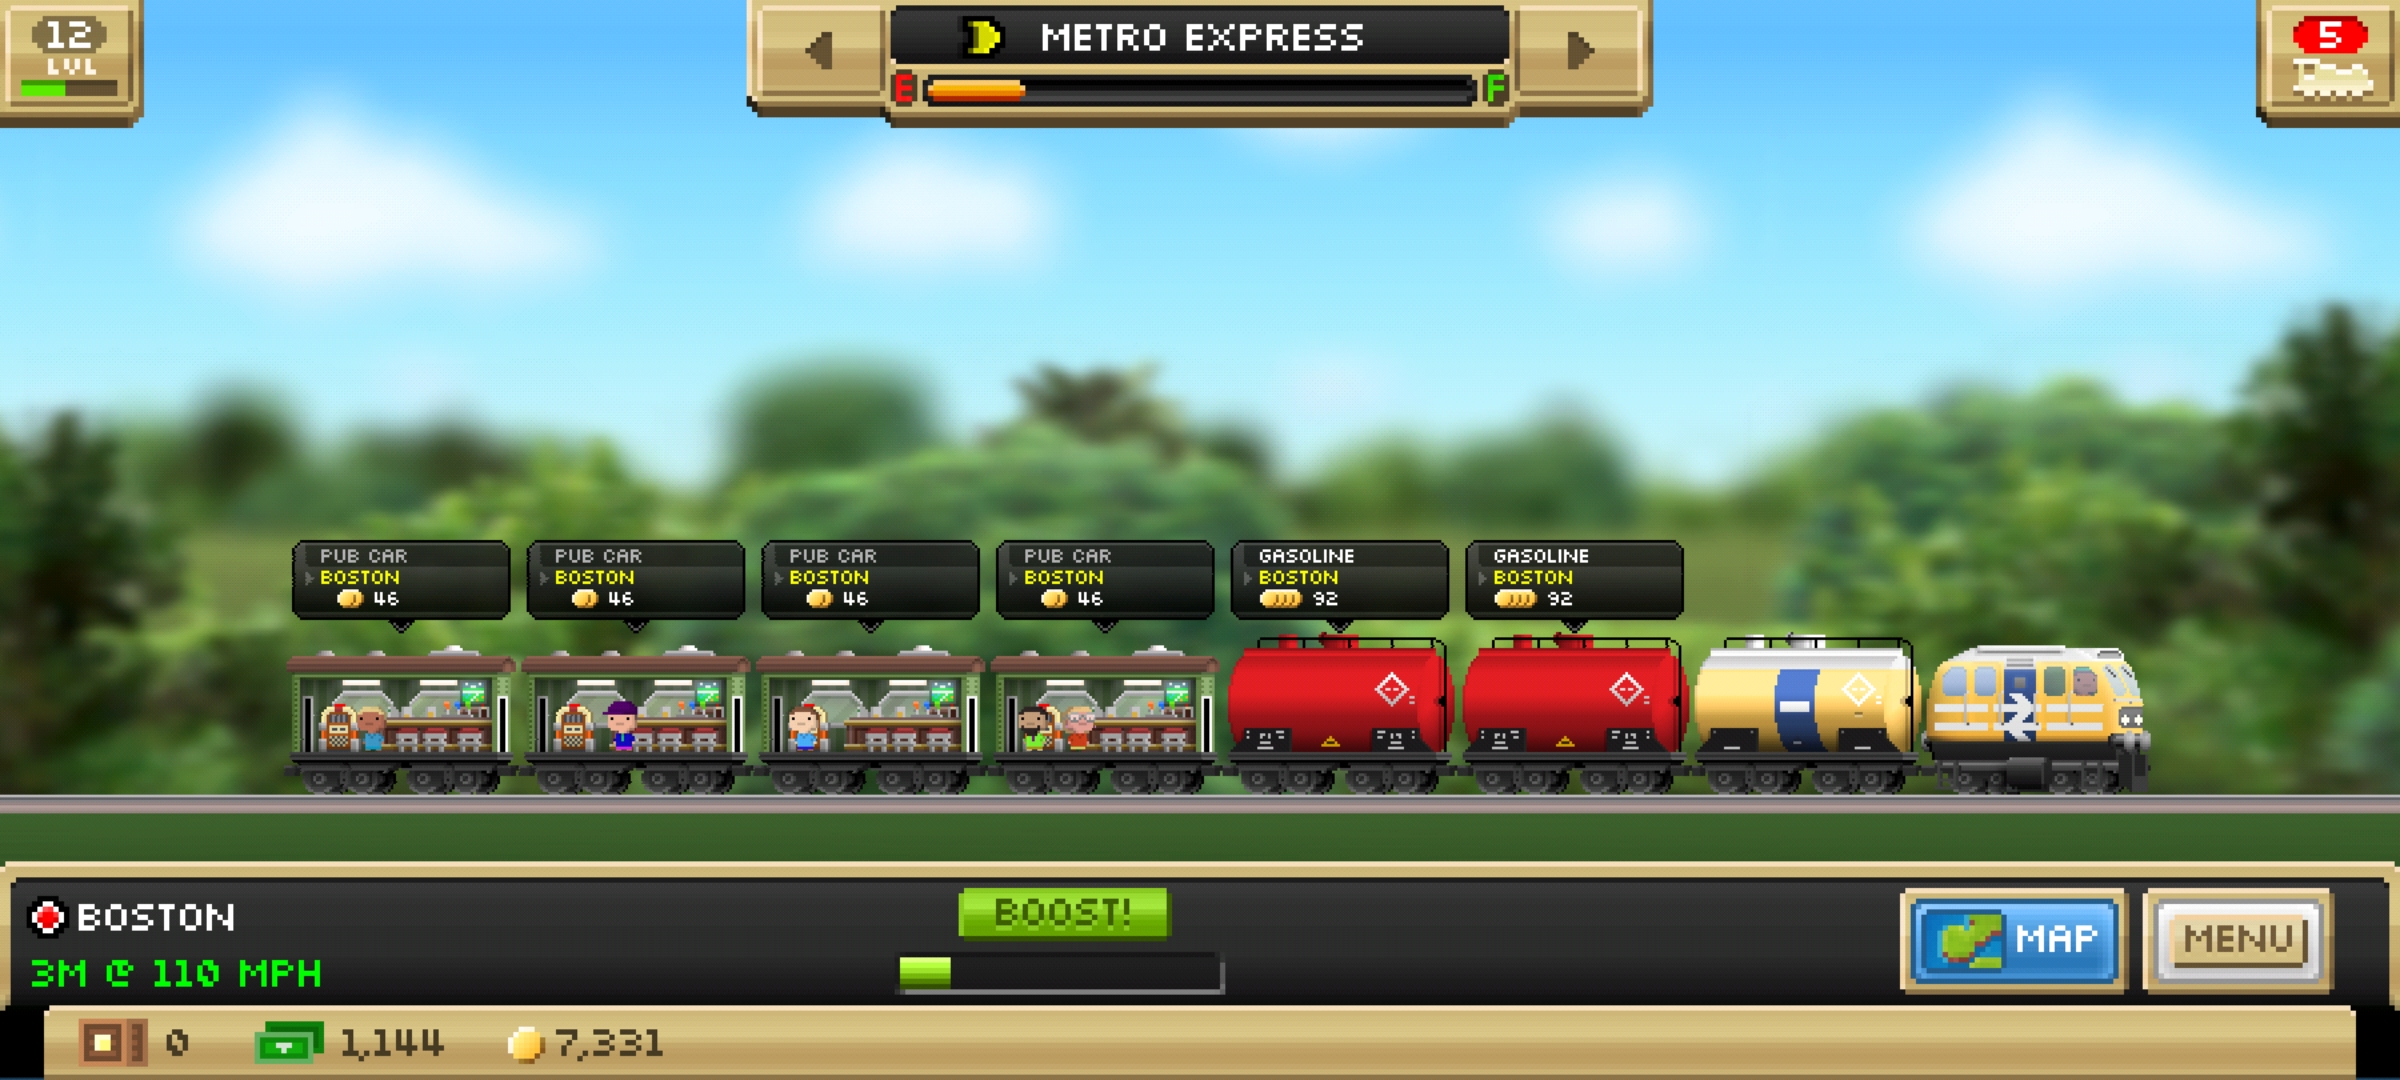 12
LVL
METRO EXPRESS
E F
5
PUB CAR
BOSTON
46
PUB CAR
BOSTON
46
PUB CAR
BOSTON
46
PUB CAR
BOSTON
46
GASOLINE
BOSTON
92
GASOLINE
BOSTON
92
BOSTON
3M @ 110 MPH
BOOST!
MAP
MENU
0
1,144
7,331